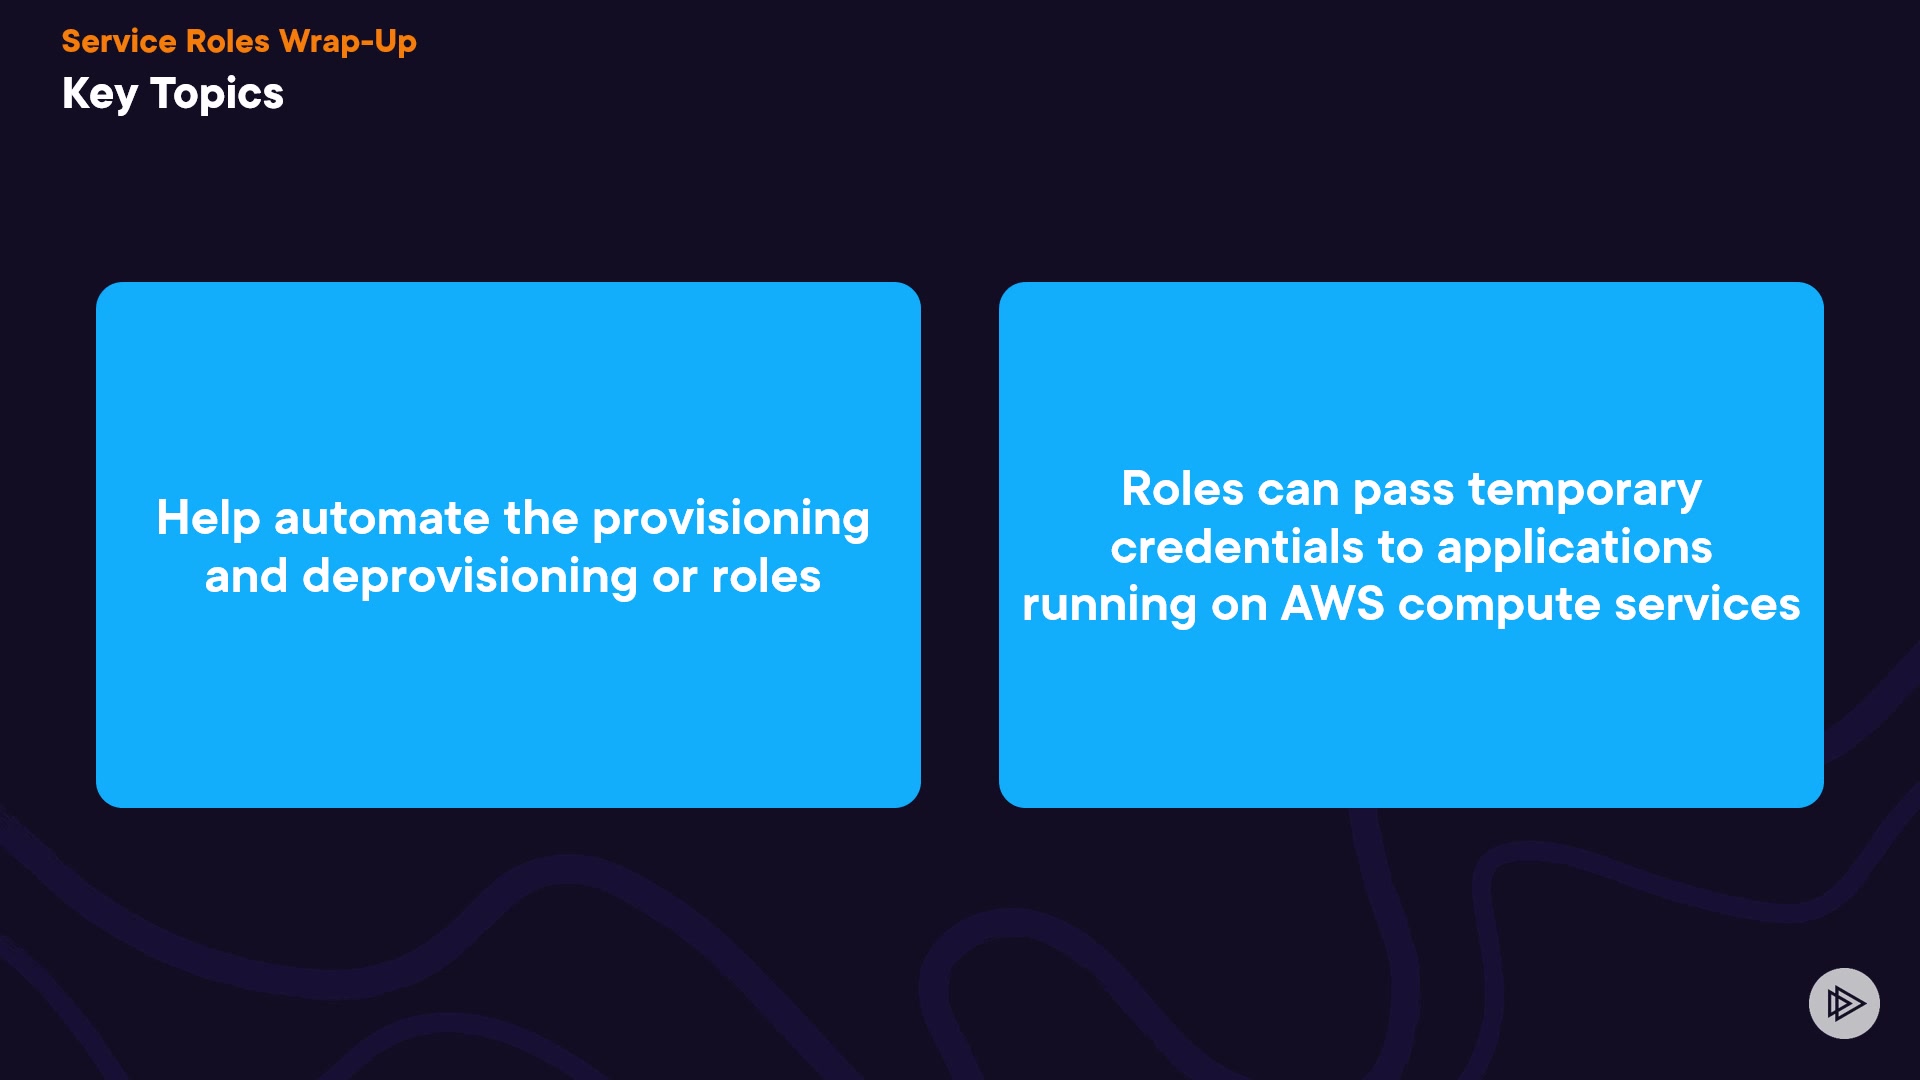 Service Roles Wrap-Up
Key Topics
Help automate the provisioning
and deprovisioning or roles
Roles can pass temporary
credentials to applications
running on AWS compute services